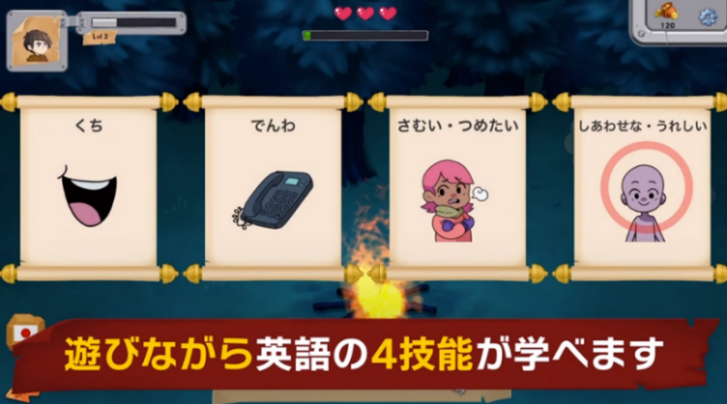 Lvl 2
120
くち
でんわ
さむい・つめたい
しあわせな・うれしい
遊びながら英語の4技能が学べます